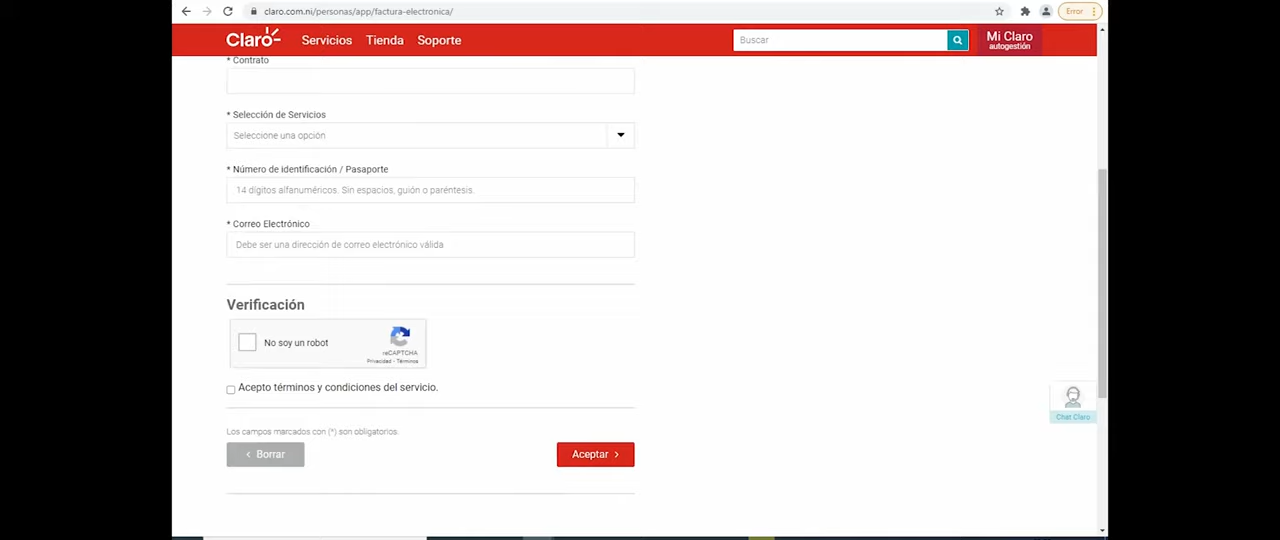 claro.com.ni/personas/app/factura-electronica/
Error
Claro
Servicios Tienda Soporte
Buscar
Mi Claro
autogestión
* Contrato
* Selección de Servicios
Seleccione una opción
* Número de identificación / Pasaporte
14 dígitos alfanuméricos. Sin espacios, guión o paréntesis.
* Correo Electrónico
Debe ser una dirección de correo electrónico válida
Verificación
No soy un robot
reCAPTCHA
Privacidad - Términos
Acepto términos y condiciones del servicio.
Chat Claro
Los campos marcados con (*) son obligatorios.
‹ Borrar
Aceptar ›